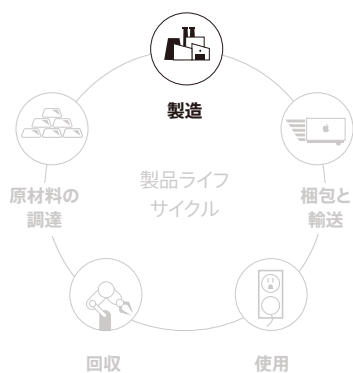 製造
原材料の
調達
製品ライフ
サイクル
梱包と
輸送
回収
使用